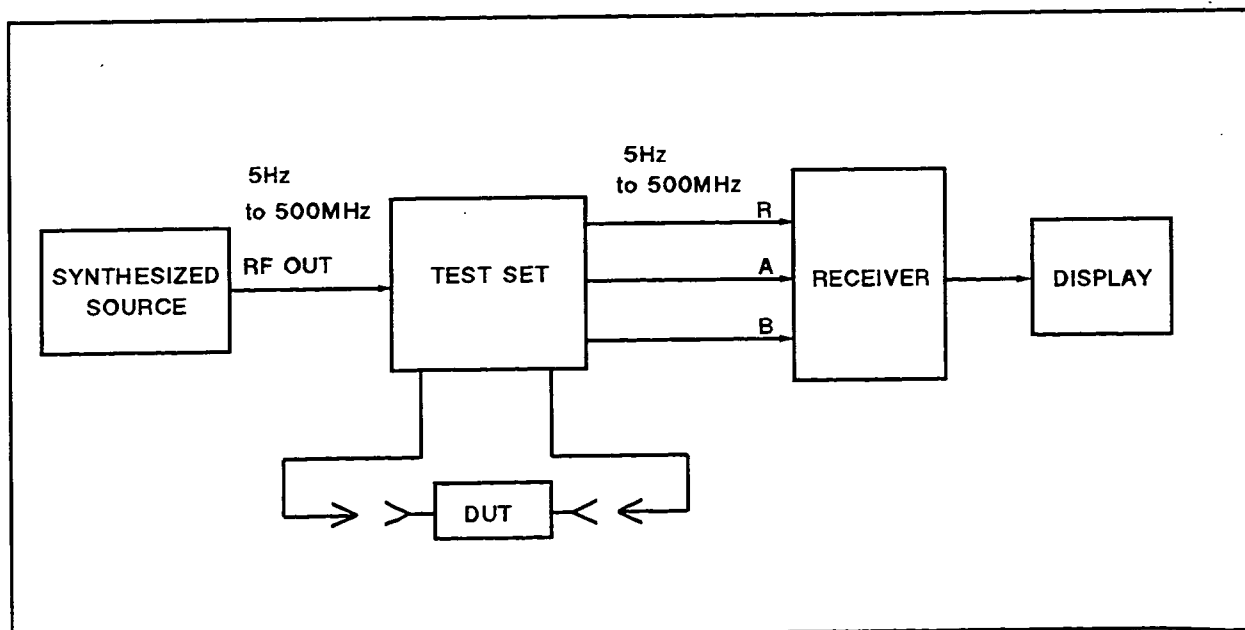 5Hz
to 500MHz
5Hz
to 500MHz
SYNTHESIZED
SOURCE
RF OUT
TEST SET
R
A
B
RECEIVER
DISPLAY
DUT